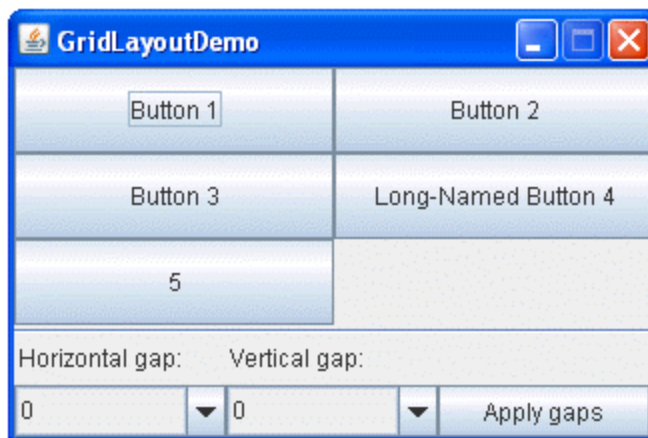 GridLayoutDemo
Button 1 Button 2
Button 3 Long-Named Button 4
5
Horizontal gap: Vertical gap:
0 0 Apply gaps